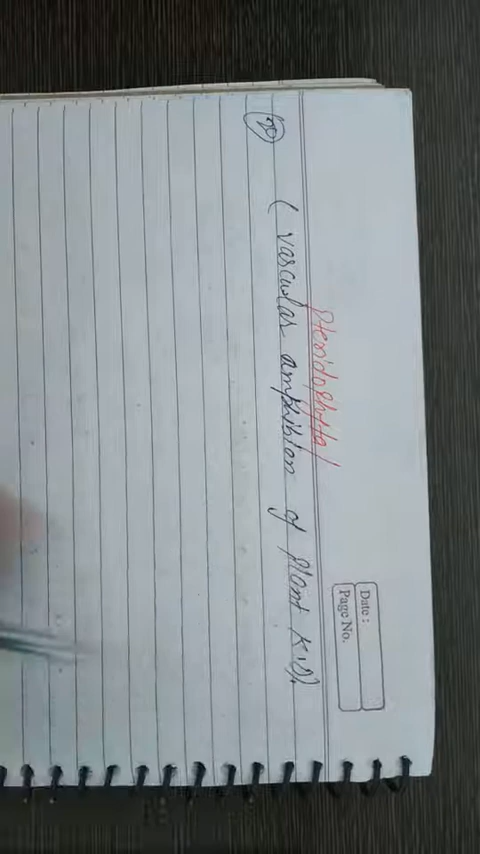 Date :
Page No.
Pteridophyta
( Vascular amphibian of Plant